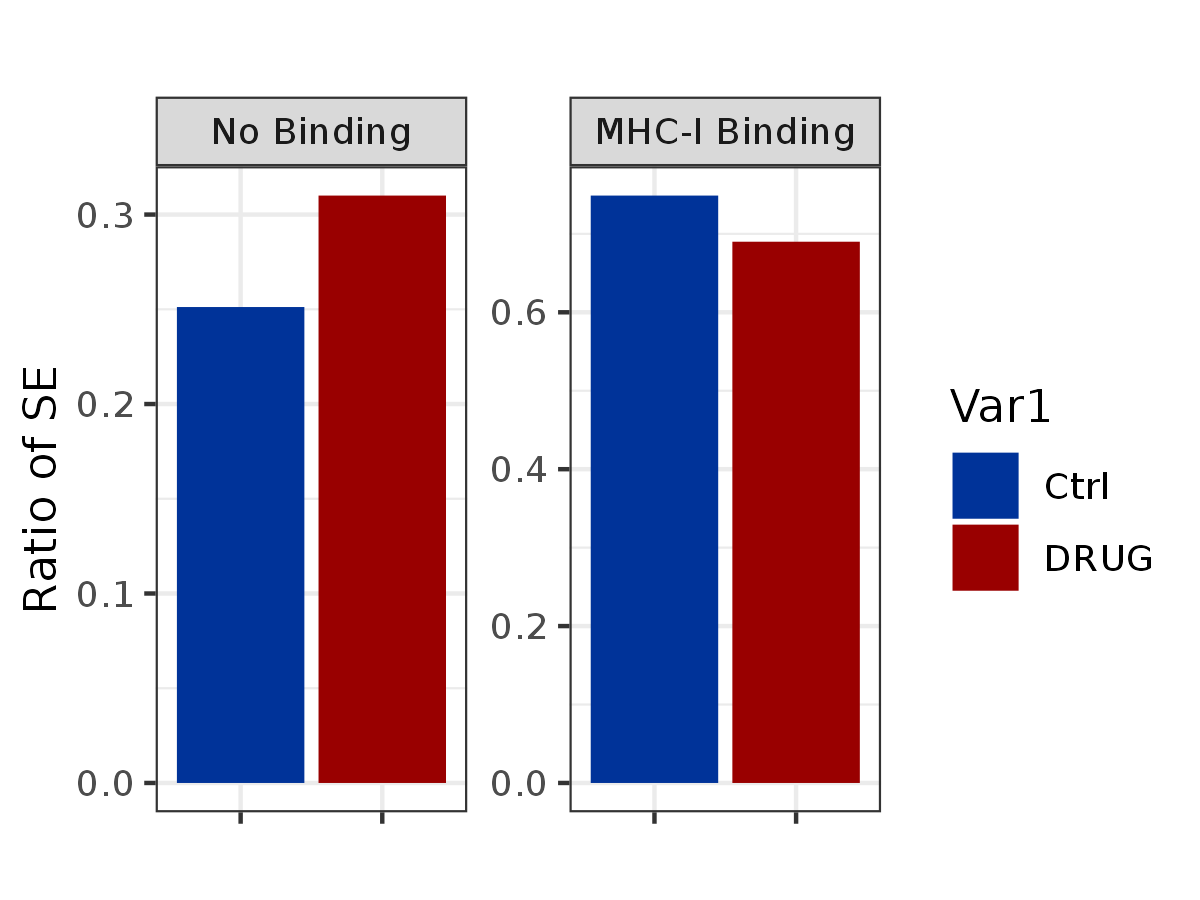 No Binding
MHC-I Binding
0.3
0.2
0.1
0.0
0.6
0.4
0.2
0.0
Ratio of SE
Var1
Ctrl
DRUG